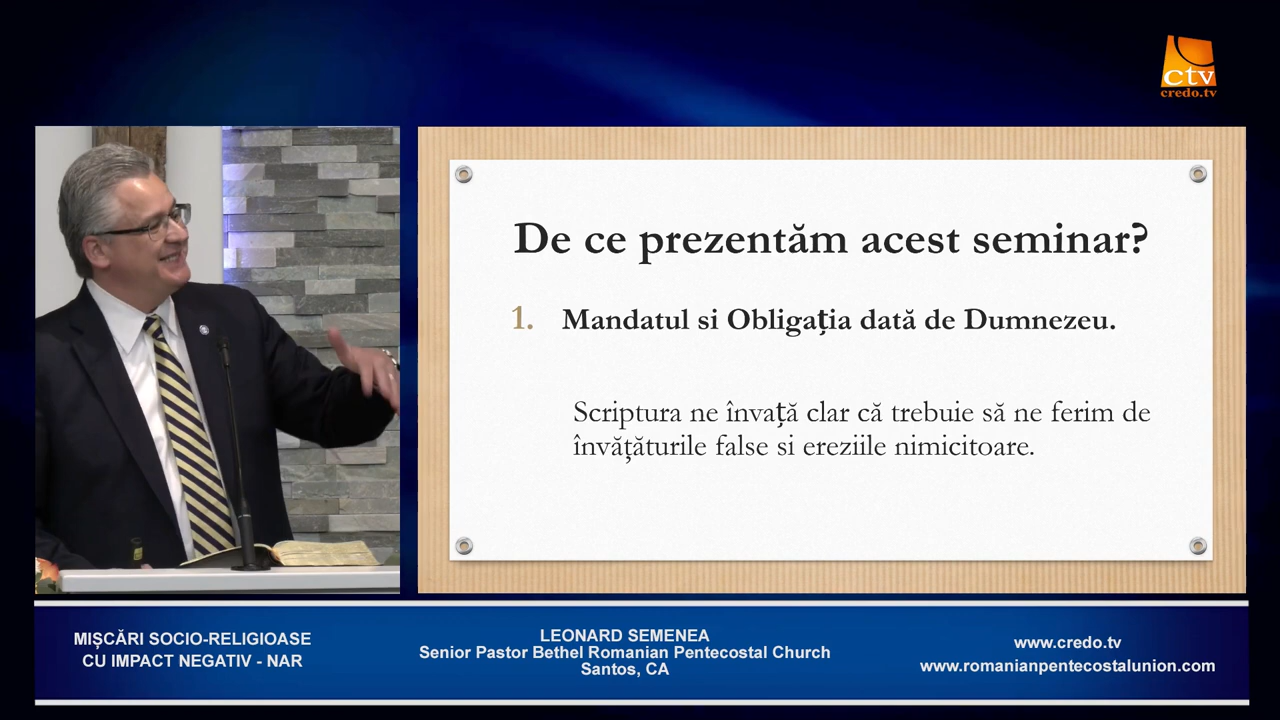 ctv
credo.tv
De ce prezentăm acest seminar?
1. Mandatul si Obligația dată de Dumnezeu.
Scriptura ne învață clar că trebuie să ne ferim de
învățăturile false si ereziile nimicitoare.
MIȘCĂRI SOCIO-RELIGIOASE
CU IMPACT NEGATIV - NAR
LEONARD SEMENEA
Senior Pastor Bethel Romanian Pentecostal Church
Santos, CA
www.credo.tv
www.romanianpentecostalunion.com